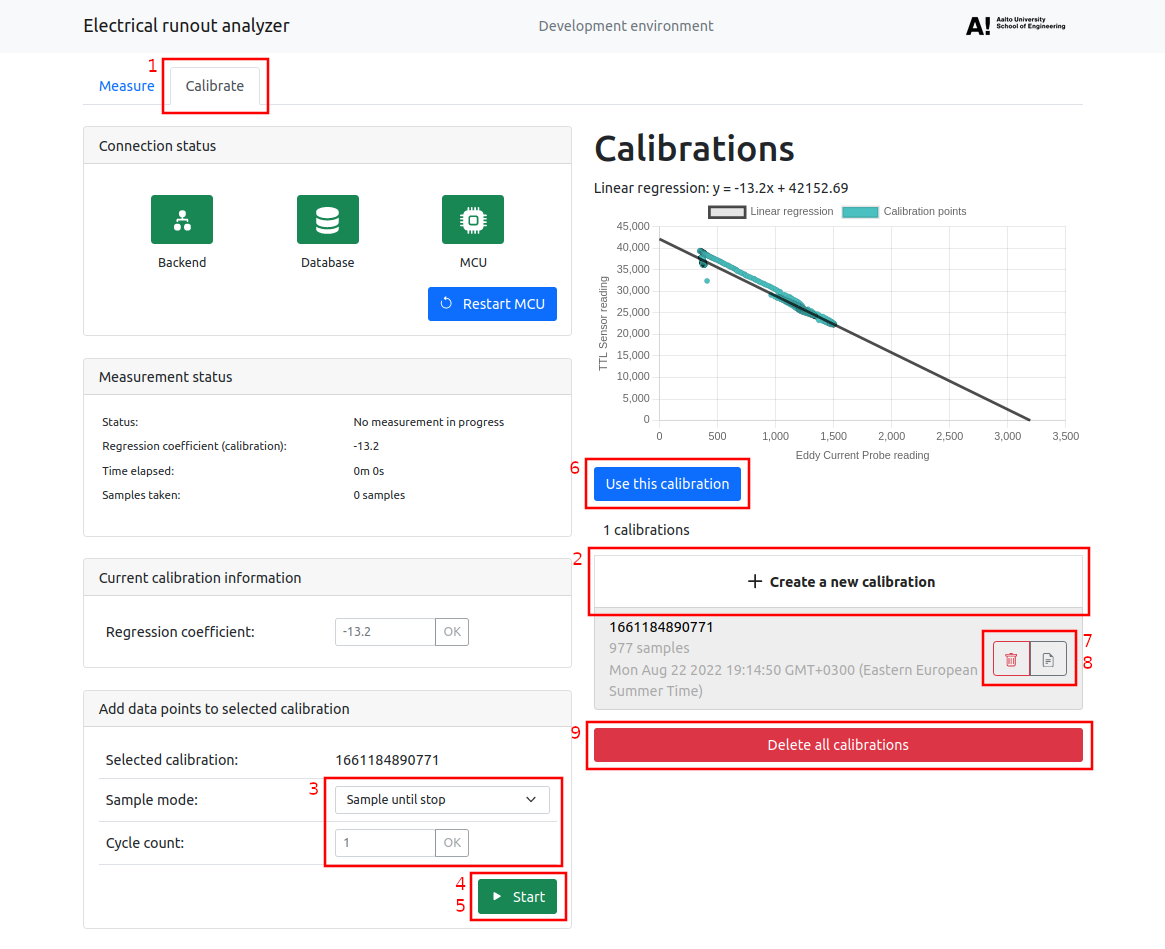 Electrical runout analyzer
Development environment
A! Aalto University
School of Engineering
1
Measure
Calibrate
Connection status
Backend
Database
MCU
Restart MCU
Measurement status
Status: No measurement in progress
Regression coefficient (calibration): -13.2
Time elapsed: 0m 0s
Samples taken: 0 samples
Current calibration information
Regression coefficient: -13.2 OK
Add data points to selected calibration
Selected calibration: 1661184890771
3
Sample mode: Sample until stop
Cycle count: 1 OK
4
5
Start
Calibrations
Linear regression: y = -13.2x + 42152.69
Linear regression
Calibration points
45,000
40,000
35,000
30,000
25,000
20,000
15,000
10,000
5,000
0
TTL Sensor reading
0 500 1,000 1,500 2,000 2,500 3,000 3,500
Eddy Current Probe reading
6
Use this calibration
1 calibrations
2
Create a new calibration
1661184890771
977 samples
Mon Aug 22 2022 19:14:50 GMT+0300 (Eastern European
Summer Time)
7
8
9
Delete all calibrations